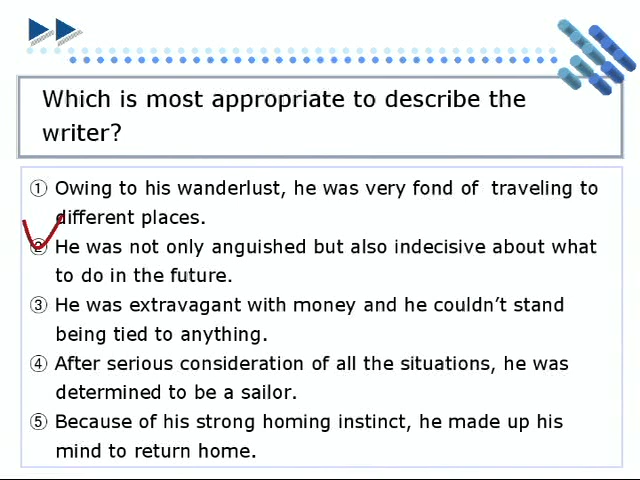 Which is most appropriate to describe the
writer?
① Owing to his wanderlust, he was very fond of traveling to
different places.
② He was not only anguished but also indecisive about what
to do in the future.
③ He was extravagant with money and he couldn’t stand
being tied to anything.
④ After serious consideration of all the situations, he was
determined to be a sailor.
⑤ Because of his strong homing instinct, he made up his
mind to return home.